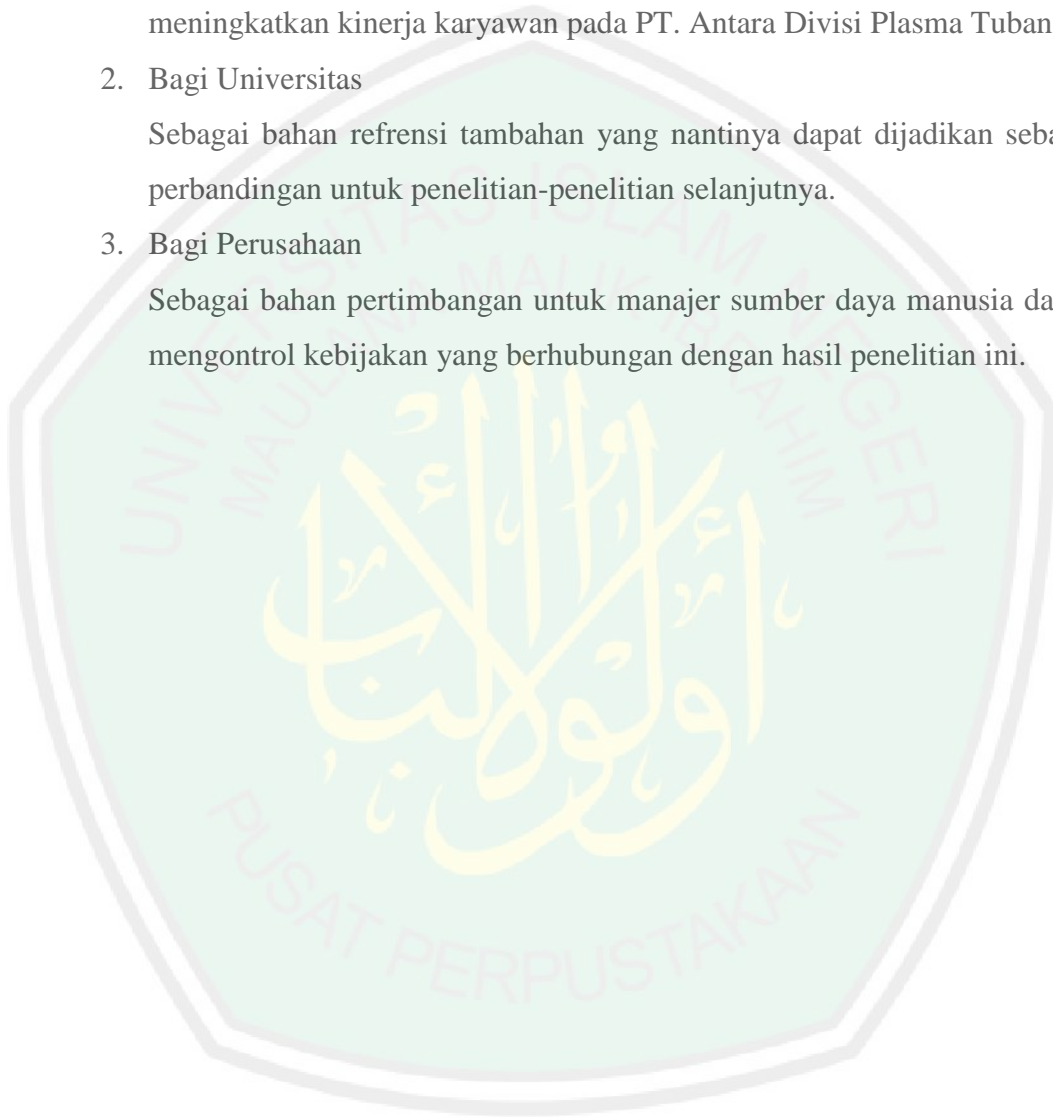 meningkatkan kinerja karyawan pada PT. Antara Divisi Plasma Tuban
2. Bagi Universitas
Sebagai bahan refrensi tambahan yang nantinya dapat dijadikan seba
perbandingan untuk penelitian-penelitian selanjutnya.
3. Bagi Perusahaan
Sebagai bahan pertimbangan untuk manajer sumber daya manusia da
mengontrol kebijakan yang berhubungan dengan hasil penelitian ini.
UNIVERSITAS ISLAM NEGERI
MAULANA MALIK IBRAHIM
أولوا الألباب
PUSAT PERPUSTAKAAN